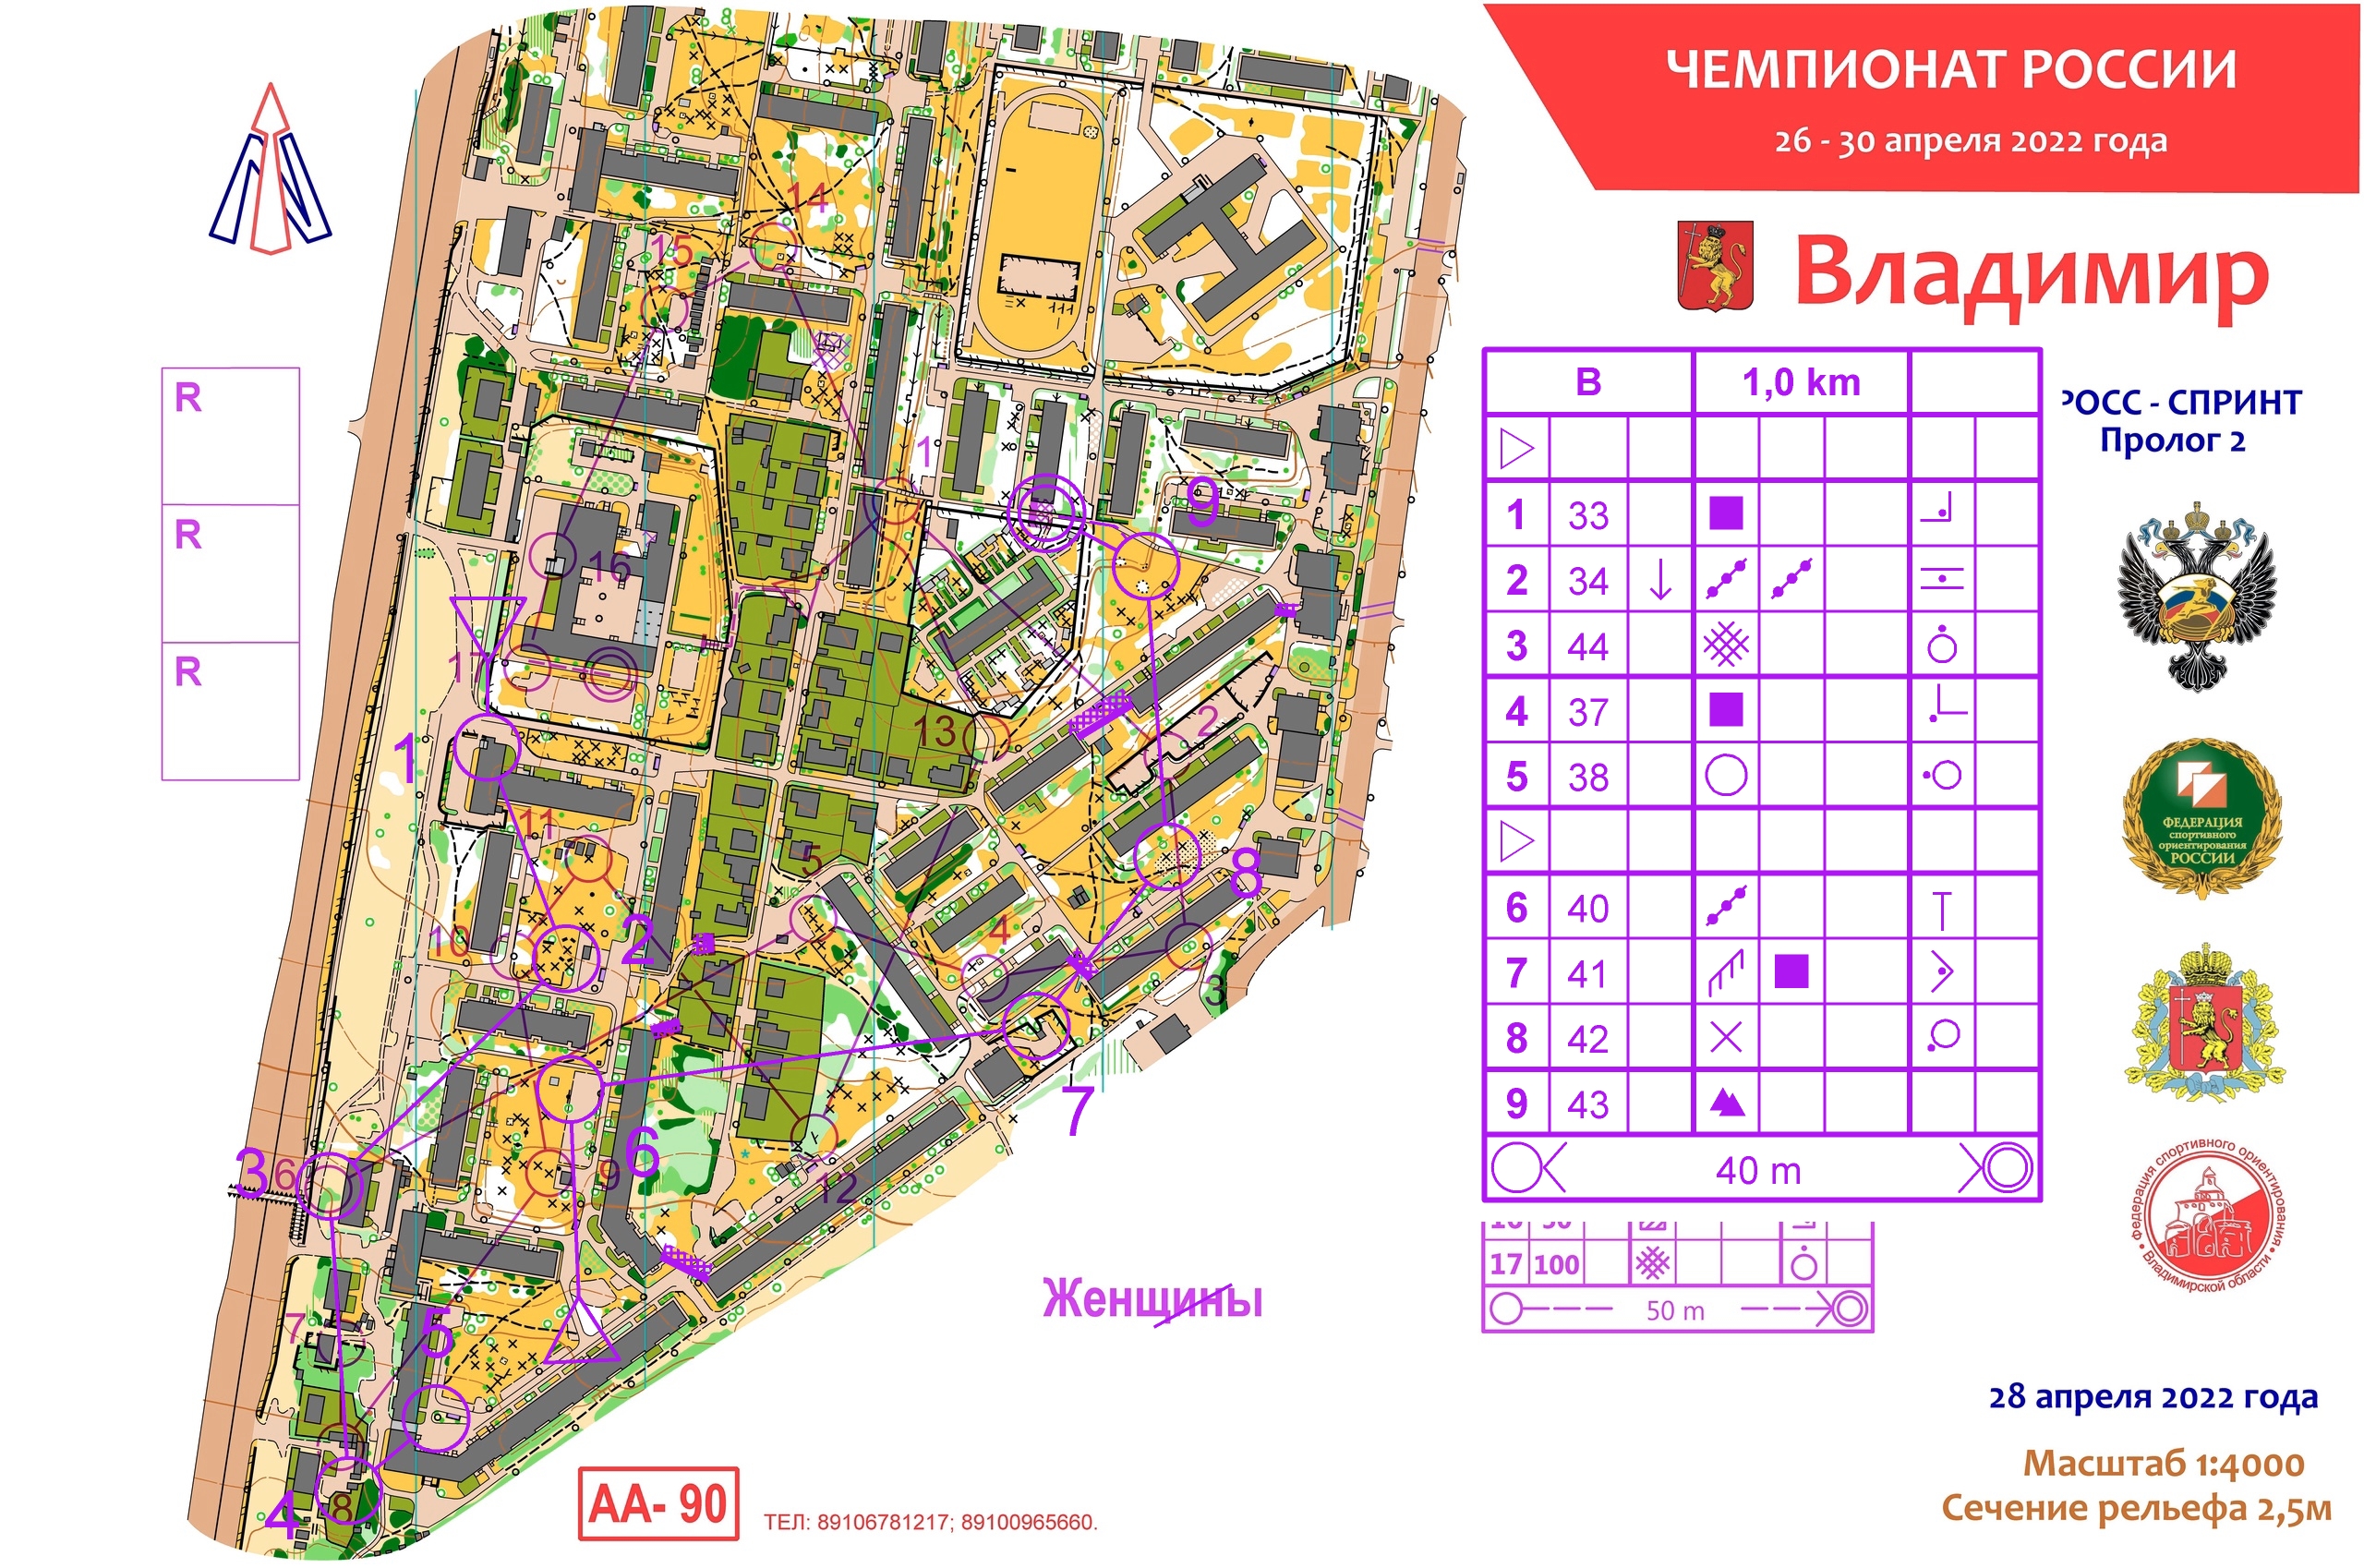 ЧЕМПИОНАТ РОССИИ
26 - 30 апреля 2022 года
Владимир
РОСС - СПРИНТ
Пролог 2
B 1,0 km
1 33
2 34
3 44
4 37
5 38
6 40
7 41
8 42
9 43
40 m
17 100
50 m
ФЕДЕРАЦИЯ
спортивного
ориентирования
РОССИИ
Федерация спортивного ориентирования
Владимирской области
28 апреля 2022 года
Масштаб 1:4000
Сечение рельефа 2,5м
R
R
R
14
15
1
9
16
17
13
2
1
11
5
8
10
2
4
3
7
3
6
9
6
12
7
5
4
8
Женщины
АА- 90
ТЕЛ: 89106781217; 89100965660.